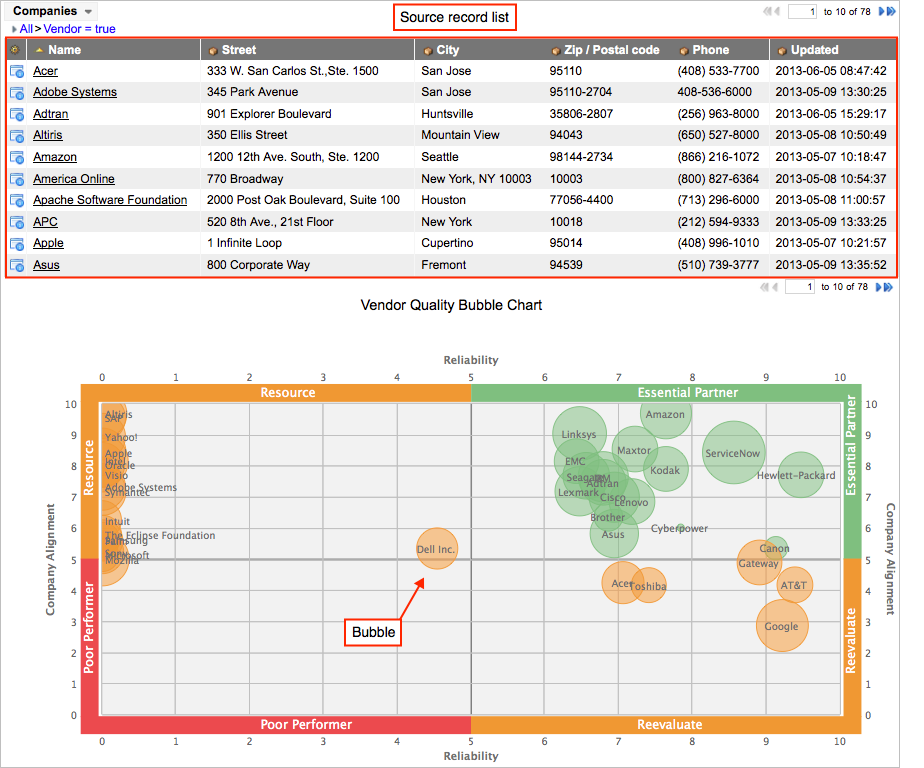 Companies
Source record list
1 to 10 of 78
All > Vendor = true
Name Street City Zip / Postal code Phone Updated
Acer 333 W. San Carlos St.,Ste. 1500 San Jose 95110 (408) 533-7700 2013-06-05 08:47:42
Adobe Systems 345 Park Avenue San Jose 95110-2704 408-536-6000 2013-05-09 13:30:25
Adtran 901 Explorer Boulevard Huntsville 35806-2807 (256) 963-8000 2013-06-05 15:29:17
Altiris 350 Ellis Street Mountain View 94043 (650) 527-8000 2013-05-08 10:50:49
Amazon 1200 12th Ave. South, Ste. 1200 Seattle 98144-2734 (866) 216-1072 2013-05-07 10:18:47
America Online 770 Broadway New York, NY 10003 10003 (800) 827-6364 2013-05-08 10:54:37
Apache Software Foundation 2000 Post Oak Boulevard, Suite 100 Houston 77056-4400 (713) 296-6000 2013-05-08 11:00:57
APC 520 8th Ave., 21st Floor New York 10018 (212) 594-9333 2013-05-09 13:33:25
Apple 1 Infinite Loop Cupertino 95014 (408) 996-1010 2013-05-07 10:21:57
Asus 800 Corporate Way Fremont 94539 (510) 739-3777 2013-05-09 13:35:52
1 to 10 of 78
Vendor Quality Bubble Chart
Reliability
0 1 2 3 4 5 6 7 8 9 10
Resource Essential Partner
10 10
9 9
8 8
7 7
6 6
5 5
4 4
3 3
2 2
1 1
0 0
Company Alignment
Resource
Poor Performer
Altiris
SAP
Yahoo!
Apple
Intel
Oracle
Visio
Adobe Systems
Symantec
Intuit
The Eclipse Foundation
Samsung
Microsoft
Mozilla
Dell Inc.
Bubble
Amazon
Linksys
Maxtor
ServiceNow
EMC
Kodak
Seagate
Hewlett-Packard
Adtran
Lexmark
Cisco
Lenovo
Brother
Cyberpower
Asus
Canon
Gateway
Acer
Toshiba
AT&T
Google
Essential Partner
Reevaluate
Company Alignment
Poor Performer Reevaluate
0 1 2 3 4 5 6 7 8 9 10
Reliability